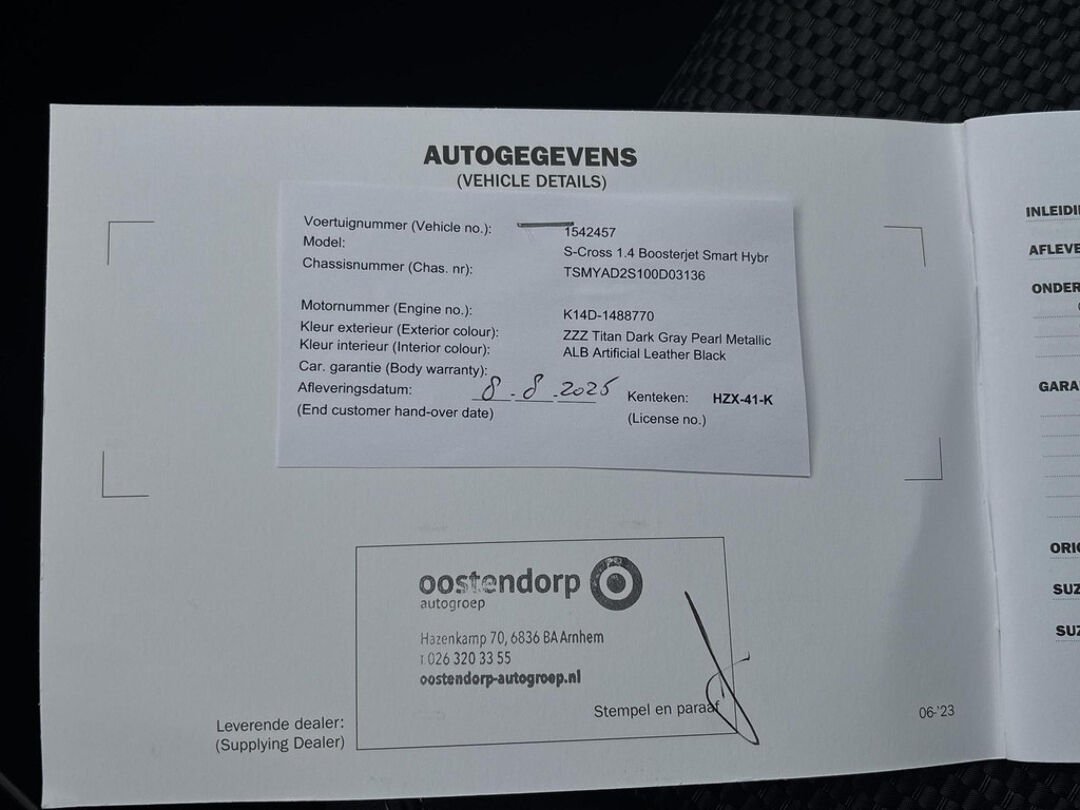 AUTOGEGEVENS
(VEHICLE DETAILS)
Voertuignummer (Vehicle no.): 1542457
Model: S-Cross 1.4 Boosterjet Smart Hybr
Chassisnummer (Chas. nr): TSMYAD2S100D03136
Motornummer (Engine no.): K14D-1488770
Kleur exterieur (Exterior colour): ZZZ Titan Dark Gray Pearl Metallic
Kleur interieur (Interior colour): ALB Artificial Leather Black
Car. garantie (Body warranty):
Afleveringsdatum: 8.8.2025 Kenteken: HZX-41-K
(End customer hand-over date) (License no.)
oostendorp
autogroep
Hazenkamp 70, 6836 BA Arnhem
T 026 320 33 55
oostendorp-autogroep.nl
Stempel en paraaf
Leverende dealer:
(Supplying Dealer)
06-'23
INLEIDI
AFLEVE
ONDER
GARA
ORIG
SUZ
SUZ